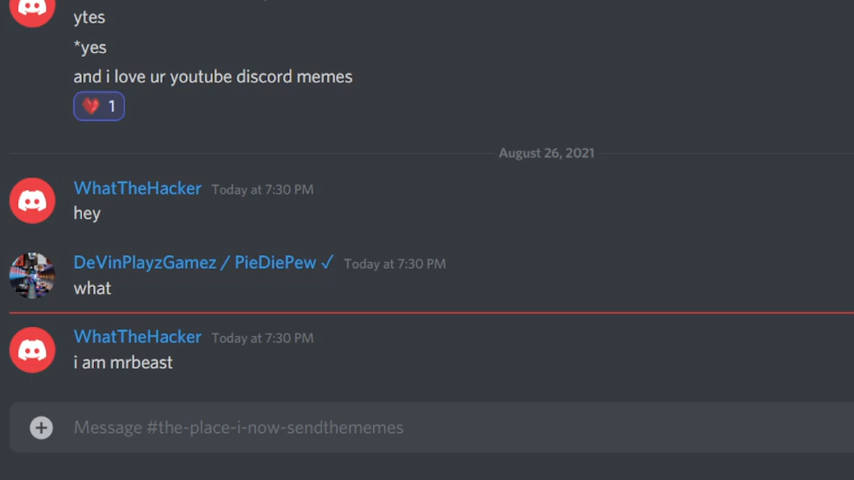 ytes
*yes
and i love ur youtube discord memes
1
August 26, 2021
WhatTheHacker Today at 7:30 PM
hey
DeVinPlayzGamez / PieDiePew ✓ Today at 7:30 PM
what
WhatTheHacker Today at 7:30 PM
i am mrbeast
Message #the-place-i-now-sendthememes